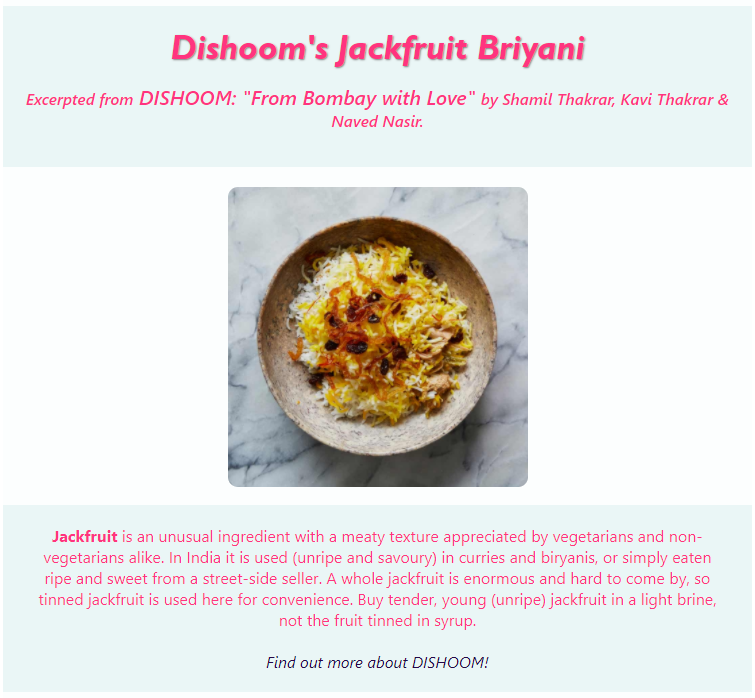 Dishoom's Jackfruit Briyani
Excerpted from DISHOOM: "From Bombay with Love" by Shamil Thakrar, Kavi Thakrar &
Naved Nasir.
Jackfruit is an unusual ingredient with a meaty texture appreciated by vegetarians and non-
vegetarians alike. In India it is used (unripe and savoury) in curries and biryanis, or simply eaten
ripe and sweet from a street-side seller. A whole jackfruit is enormous and hard to come by, so
tinned jackfruit is used here for convenience. Buy tender, young (unripe) jackfruit in a light brine,
not the fruit tinned in syrup.
Find out more about DISHOOM!